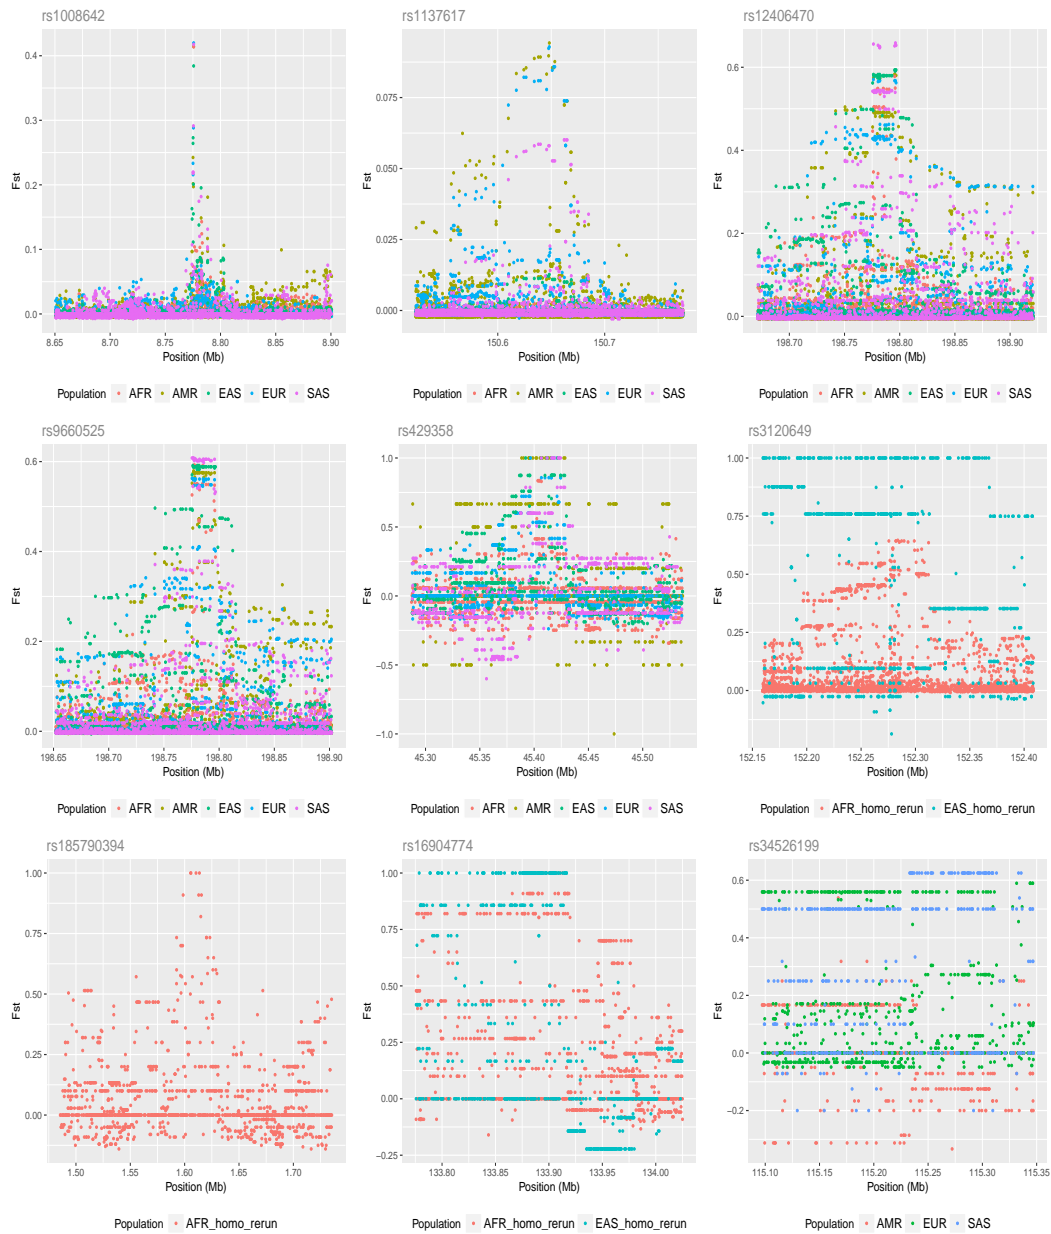 rs1008642
rs1137617
rs12406470
0.4
0.3
0.2
0.1
0.0
Fst
8.65 8.70 8.75 8.80 8.85 8.90
Position (Mb)
Population AFR AMR EAS EUR SAS
0.075
0.050
0.025
0.000
Fst
150.6 150.7
Position (Mb)
Population AFR AMR EAS EUR SAS
0.6
0.4
0.2
0.0
Fst
198.70 198.75 198.80 198.85 198.90
Position (Mb)
Population AFR AMR EAS EUR SAS
rs9660525
rs429358
rs3120649
0.6
0.4
0.2
0.0
Fst
198.65 198.70 198.75 198.80 198.85 198.90
Position (Mb)
Population AFR AMR EAS EUR SAS
1.0
0.5
0.0
−0.5
−1.0
Fst
45.30 45.35 45.40 45.45 45.50
Position (Mb)
Population AFR AMR EAS EUR SAS
1.00
0.75
0.50
0.25
0.00
Fst
152.15 152.20 152.25 152.30 152.35 152.40
Position (Mb)
Population AFR_homo_rerun EAS_homo_rerun
rs185790394
rs16904774
rs34526199
1.00
0.75
0.50
0.25
0.00
Fst
1.50 1.55 1.60 1.65 1.70
Position (Mb)
Population AFR_homo_rerun
1.00
0.75
0.50
0.25
0.00
−0.25
Fst
133.80 133.85 133.90 133.95 134.00
Position (Mb)
Population AFR_homo_rerun EAS_homo_rerun
0.6
0.4
0.2
0.0
−0.2
Fst
115.10 115.15 115.20 115.25 115.30 115.35
Position (Mb)
Population AMR EUR SAS